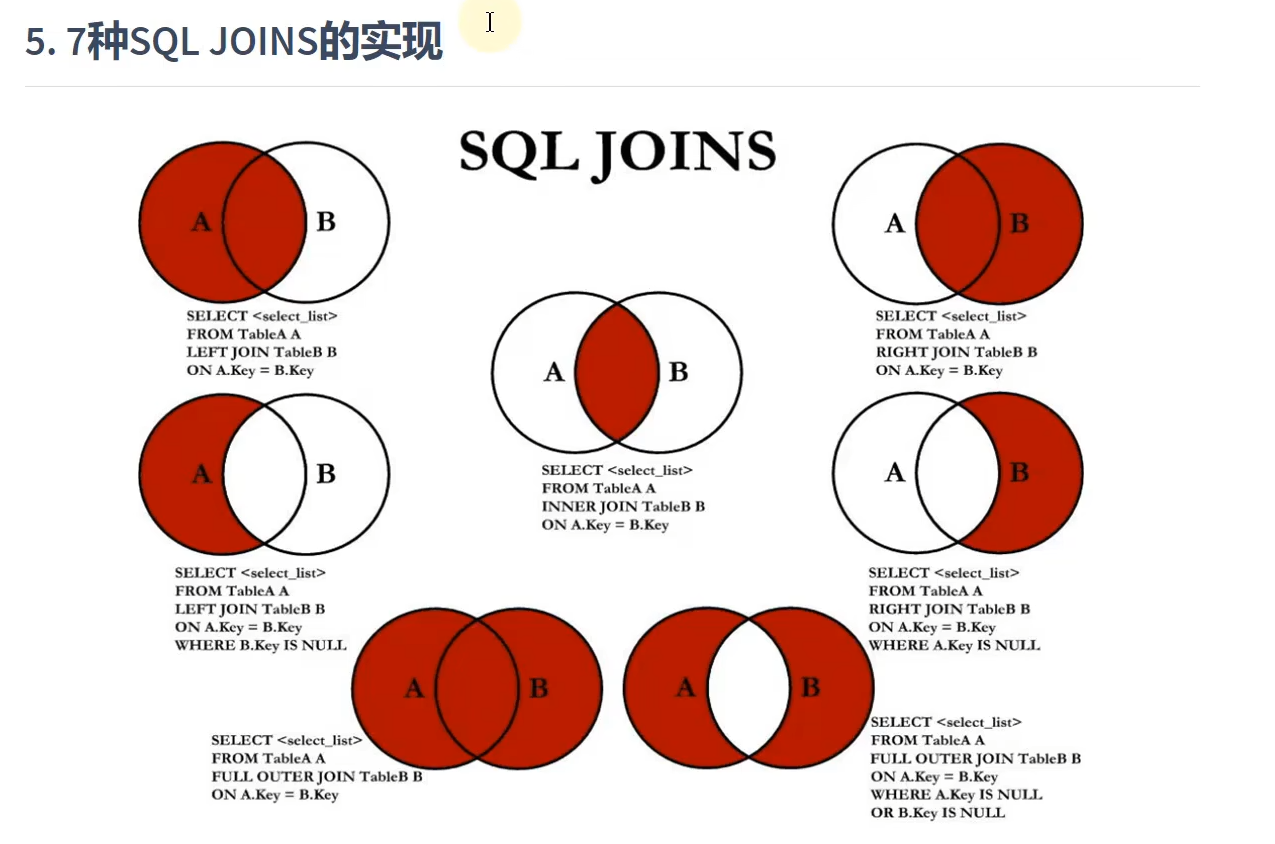 5. 7种SQL JOINS的实现
SQL JOINS
A B
SELECT <select_list>
FROM TableA A
LEFT JOIN TableB B
ON A.Key = B.Key
A B
SELECT <select_list>
FROM TableA A
RIGHT JOIN TableB B
ON A.Key = B.Key
A B
SELECT <select_list>
FROM TableA A
INNER JOIN TableB B
ON A.Key = B.Key
A B
SELECT <select_list>
FROM TableA A
LEFT JOIN TableB B
ON A.Key = B.Key
WHERE B.Key IS NULL
A B
SELECT <select_list>
FROM TableA A
RIGHT JOIN TableB B
ON A.Key = B.Key
WHERE A.Key IS NULL
A B
SELECT <select_list>
FROM TableA A
FULL OUTER JOIN TableB B
ON A.Key = B.Key
A B
SELECT <select_list>
FROM TableA A
FULL OUTER JOIN TableB B
ON A.Key = B.Key
WHERE A.Key IS NULL
OR B.Key IS NULL